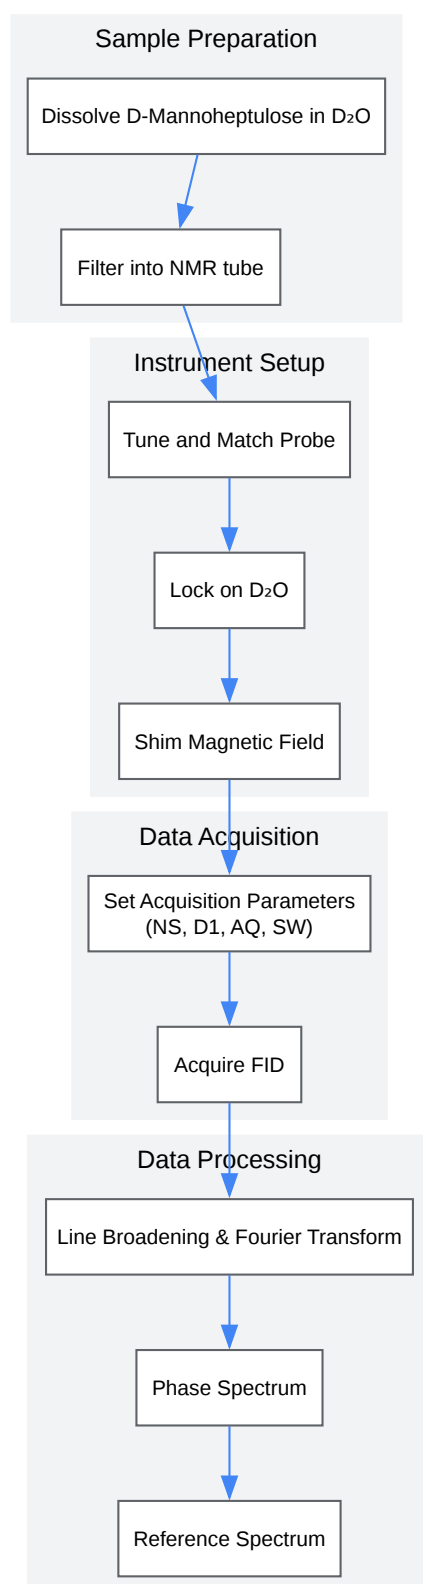 Sample Preparation
Dissolve D-Mannoheptulose in D₂O
Filter into NMR tube
Instrument Setup
Tune and Match Probe
Lock on D₂O
Shim Magnetic Field
Data Acquisition
Set Acquisition Parameters
(NS, D1, AQ, SW)
Acquire FID
Data Processing
Line Broadening & Fourier Transform
Phase Spectrum
Reference Spectrum